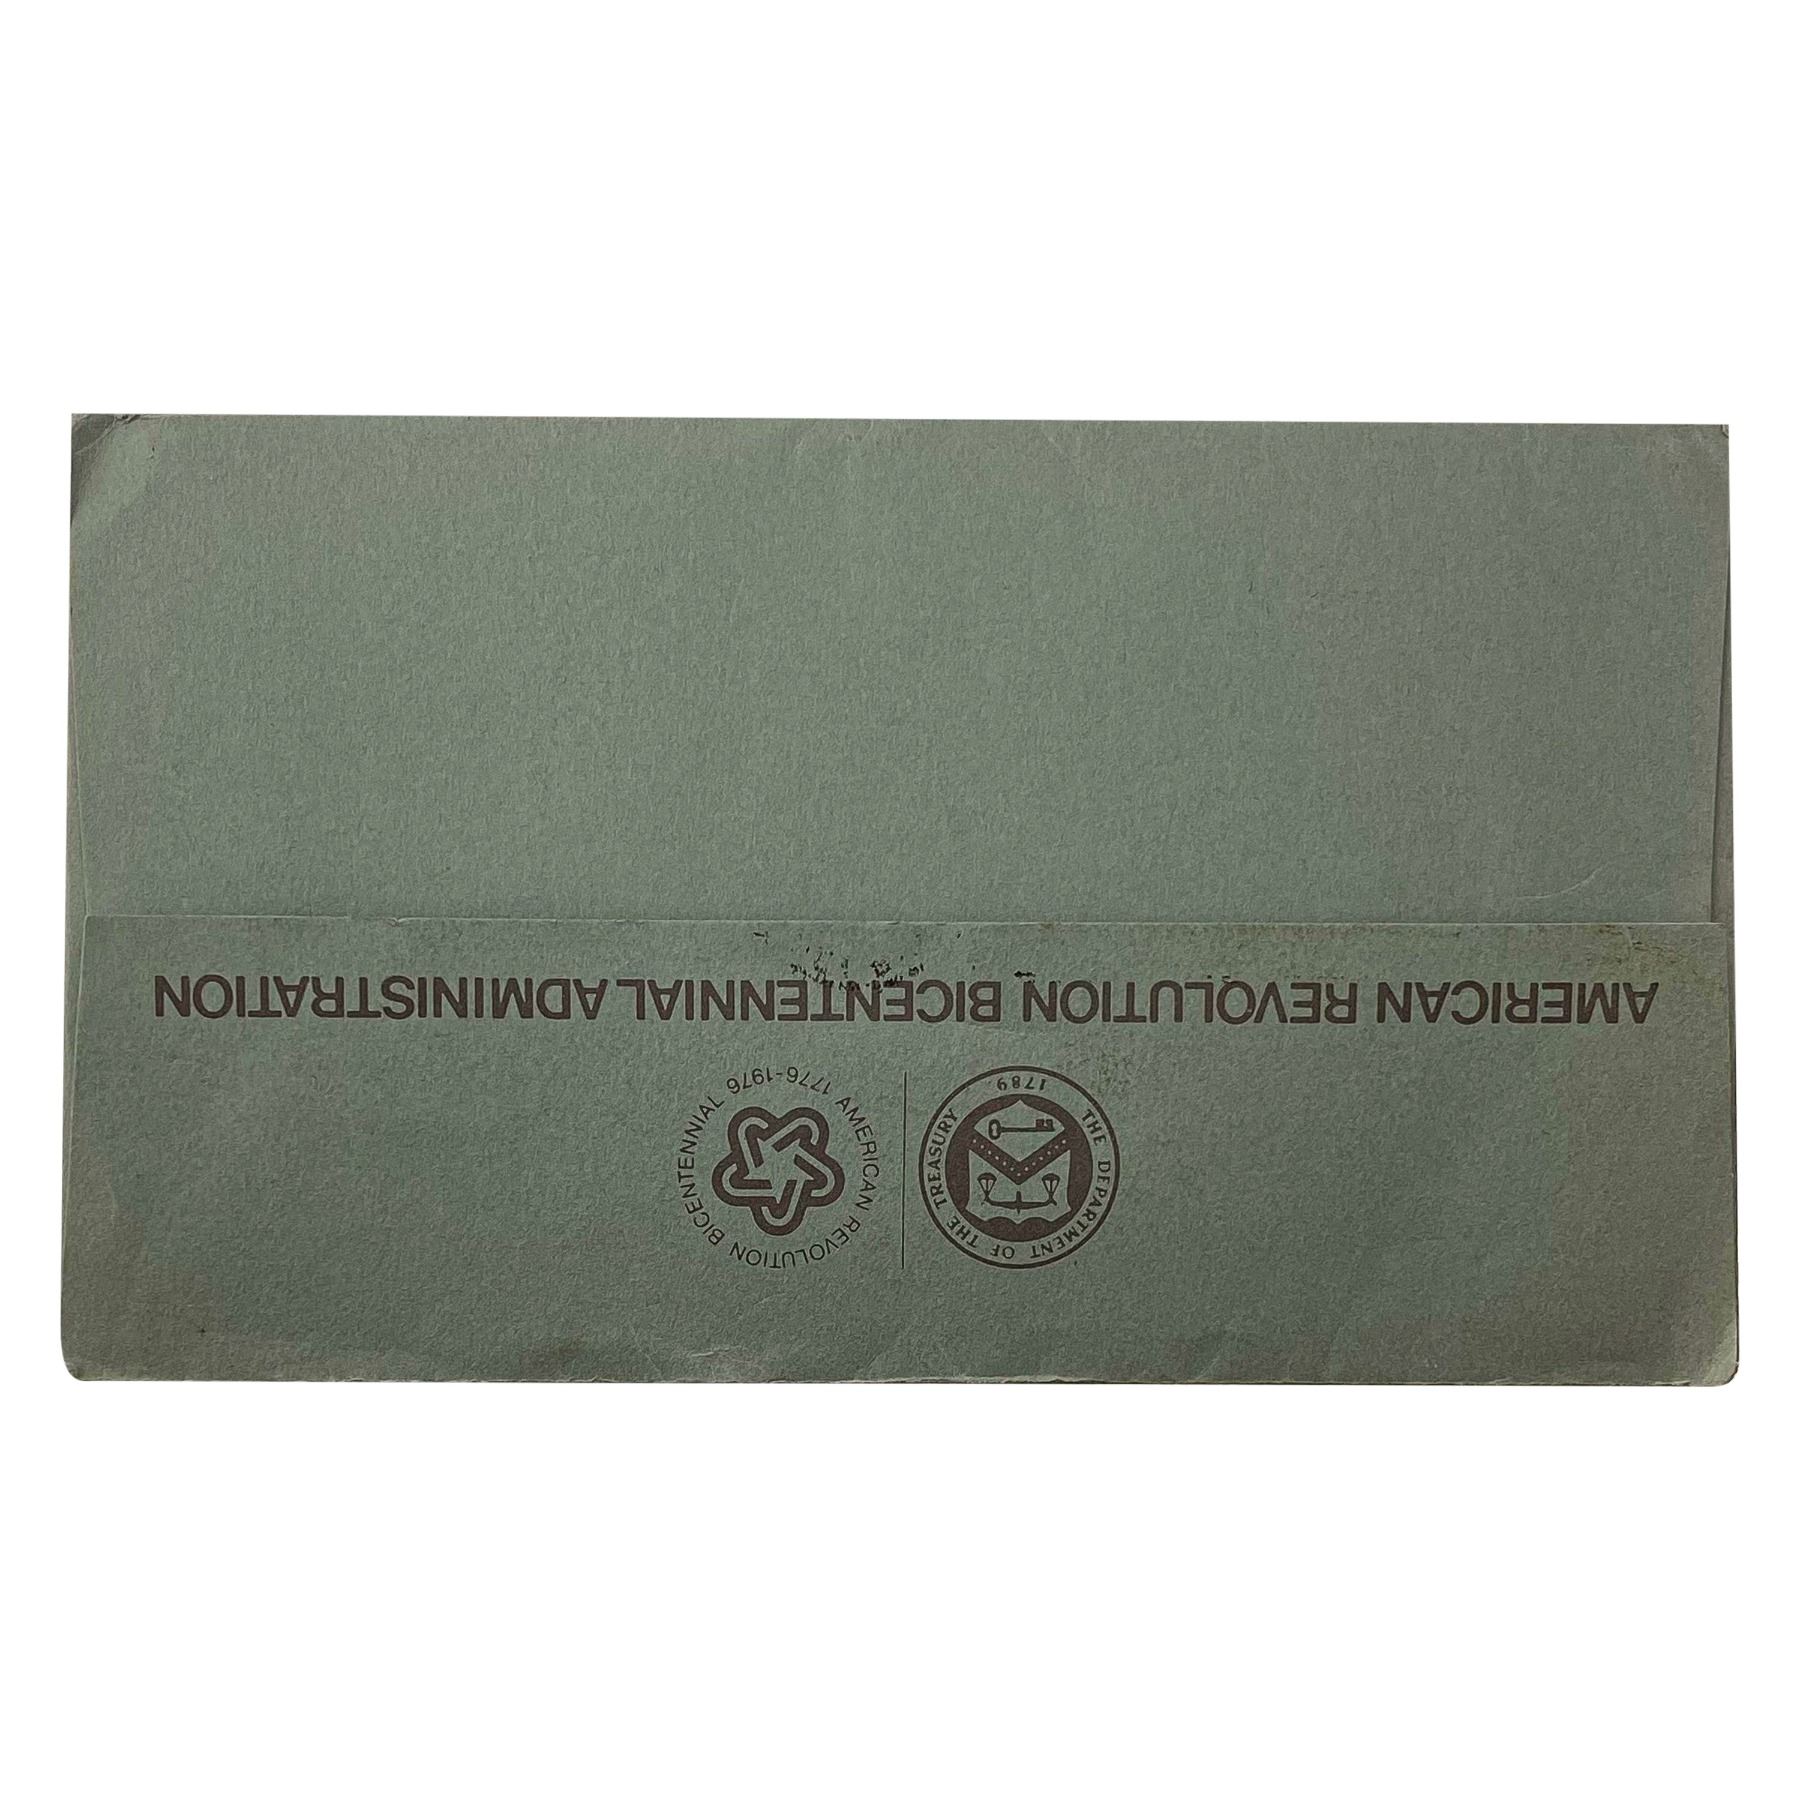 THE DEPARTMENT OF THE TREASURY
1789
AMERICAN REVOLUTION BICENTENNIAL
1776-1976
AMERICAN REVOLUTION BICENTENNIAL ADMINISTRATION